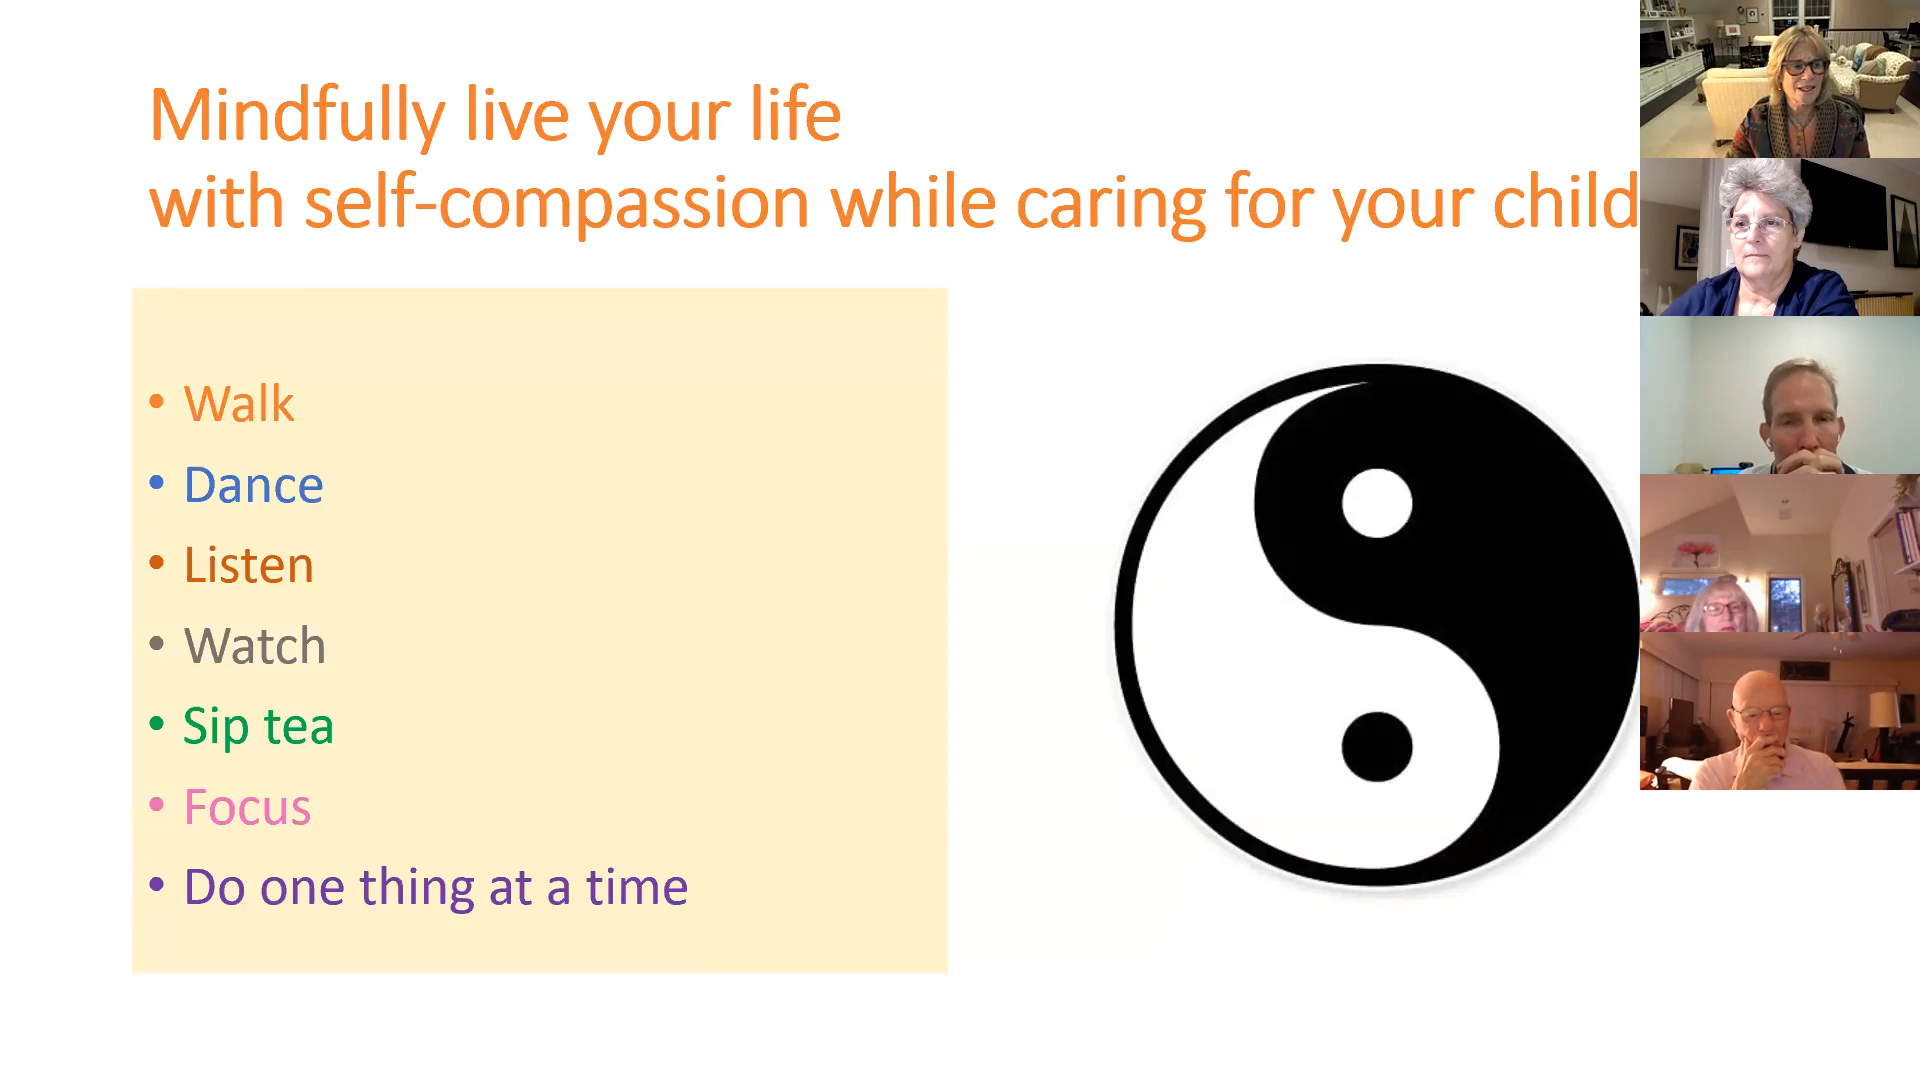 Mindfully live your life
with self-compassion while caring for your child
• Walk
• Dance
• Listen
• Watch
• Sip tea
• Focus
• Do one thing at a time